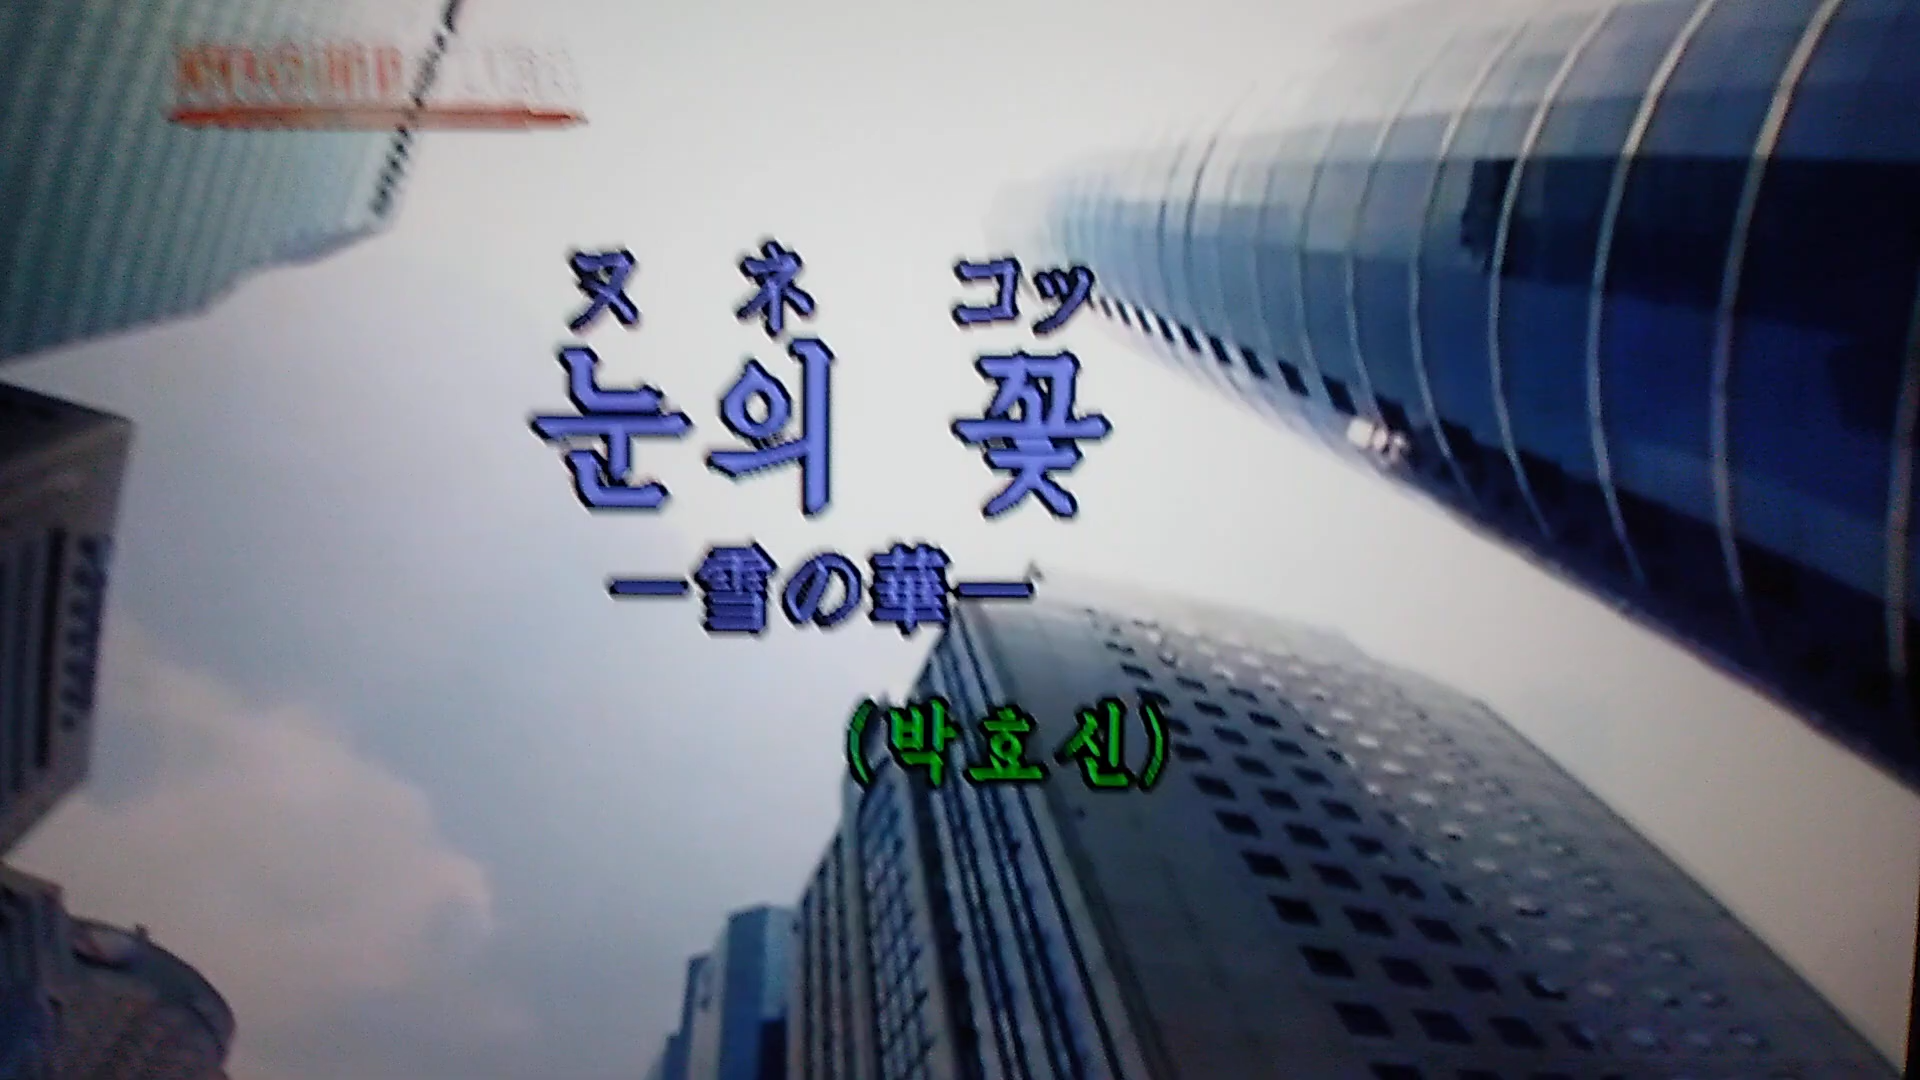 ヌ ネ コッ
눈의 꽃
―雪の華―
(박효신)